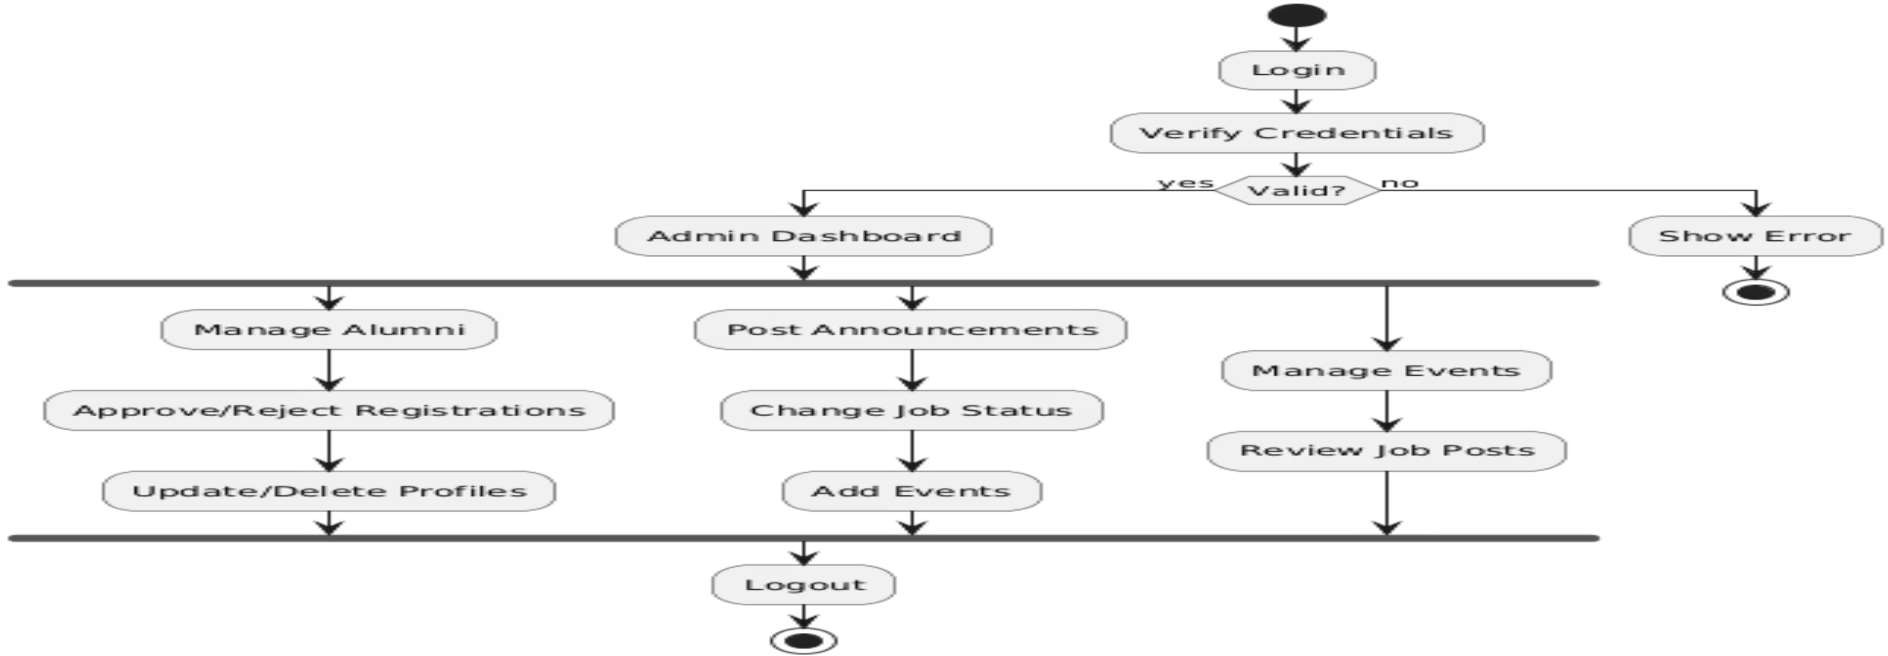 Login
Verify Credentials
yes
Valid?
no
Admin Dashboard
Show Error
Manage Alumni
Post Announcements
Manage Events
Approve/Reject Registrations
Change Job Status
Review Job Posts
Update/Delete Profiles
Add Events
Logout